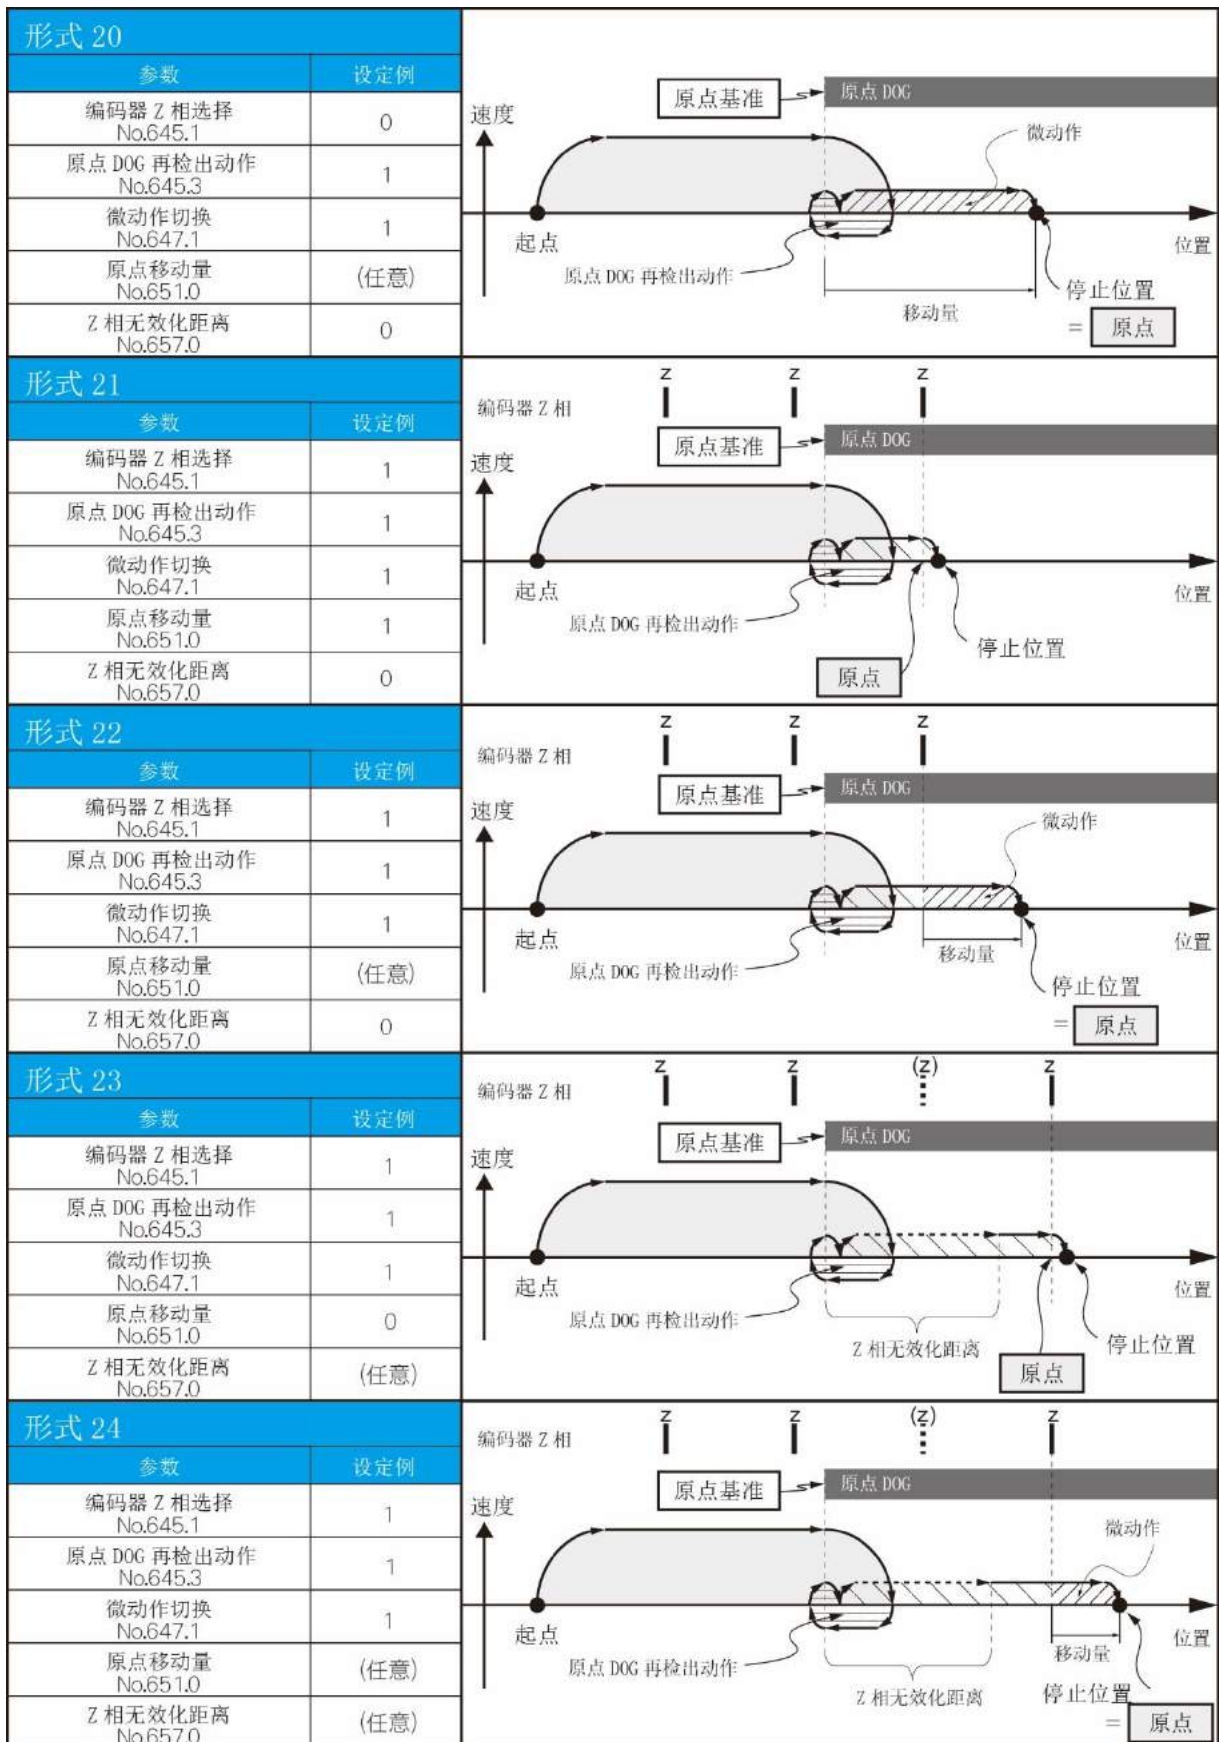 形式 20
参数 设定例
编码器 Z 相选择
No.645.1
0
原点 DOG 再检出动作
No.645.3
1
微动作切换
No.647.1
1
原点移动量
No.651.0
(任意)
Z 相无效化距离
No.657.0
0
原点基准
原点 DOG
速度
微动作
起点
位置
原点 DOG 再检出动作
移动量
停止位置
= 原点
形式 21
参数 设定例
编码器 Z 相选择
No.645.1
1
原点 DOG 再检出动作
No.645.3
1
微动作切换
No.647.1
1
原点移动量
No.651.0
1
Z 相无效化距离
No.657.0
0
Z Z Z
编码器 Z 相
原点基准
原点 DOG
速度
起点
位置
原点 DOG 再检出动作
停止位置
原点
形式 22
参数 设定例
编码器 Z 相选择
No.645.1
1
原点 DOG 再检出动作
No.645.3
1
微动作切换
No.647.1
1
原点移动量
No.651.0
(任意)
Z 相无效化距离
No.657.0
0
Z Z Z
编码器 Z 相
原点基准
原点 DOG
速度
微动作
起点
位置
移动量
原点 DOG 再检出动作
停止位置
= 原点
形式 23
参数 设定例
编码器 Z 相选择
No.645.1
1
原点 DOG 再检出动作
No.645.3
1
微动作切换
No.647.1
1
原点移动量
No.651.0
0
Z 相无效化距离
No.657.0
(任意)
Z Z (Z) Z
编码器 Z 相
原点基准
原点 DOG
速度
起点
位置
原点 DOG 再检出动作
Z 相无效化距离
停止位置
原点
形式 24
参数 设定例
编码器 Z 相选择
No.645.1
1
原点 DOG 再检出动作
No.645.3
1
微动作切换
No.647.1
1
原点移动量
No.651.0
(任意)
Z 相无效化距离
No.657.0
(任意)
Z Z (Z) Z
编码器 Z 相
原点基准
原点 DOG
速度
微动作
起点
位置
移动量
原点 DOG 再检出动作
Z 相无效化距离
停止位置
= 原点